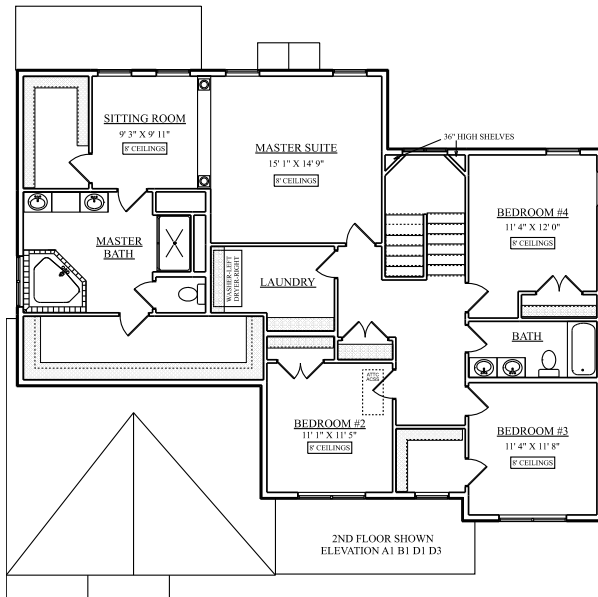 SITTING ROOM
9' 3" X 9' 11"
8' CEILINGS
MASTER SUITE
15' 1" X 14' 9"
8' CEILINGS
36" HIGH SHELVES
BEDROOM #4
11' 4" X 12' 0"
8' CEILINGS
MASTER
BATH
WASHER-LEFT
DRYER-RIGHT
LAUNDRY
BATH
ATTC
ACSS
BEDROOM #2
11' 1" X 11' 5"
8' CEILINGS
BEDROOM #3
11' 4" X 11' 8"
8' CEILINGS
2ND FLOOR SHOWN
ELEVATION A1 B1 D1 D3